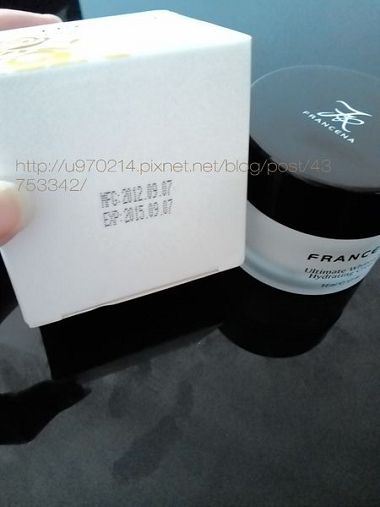 FRANCENA
http://u970214.pixnet.net/blog/post/43
753342/
MFG:2012.09.07
EXP:2015.09.07
FRANCE
Ultimate
Hydrating